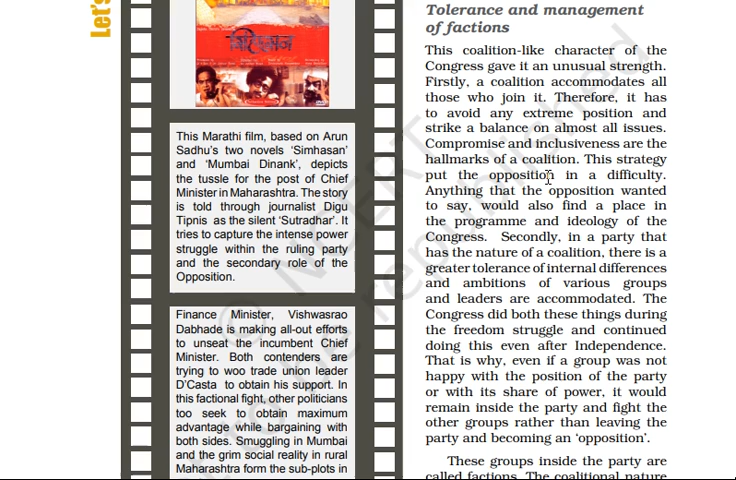 Let's
सिंहासन
This Marathi film, based on Arun
Sadhu's two novels 'Simhasan'
and 'Mumbai Dinank', depicts
the tussle for the post of Chief
Minister in Maharashtra. The story
is told through journalist Digu
Tipnis as the silent 'Sutradhar'. It
tries to capture the intense power
struggle within the ruling party
and the secondary role of the
Opposition.
Finance Minister, Vishwasrao
Dabhade is making all-out efforts
to unseat the incumbent Chief
Minister. Both contenders are
trying to woo trade union leader
D'Casta to obtain his support. In
this factional fight, other politicians
too seek to obtain maximum
advantage while bargaining with
both sides. Smuggling in Mumbai
and the grim social reality in rural
Maharashtra form the sub-plots in
Tolerance and management
of factions
This coalition-like character of the
Congress gave it an unusual strength.
Firstly, a coalition accommodates all
those who join it. Therefore, it has
to avoid any extreme position and
strike a balance on almost all issues.
Compromise and inclusiveness are the
hallmarks of a coalition. This strategy
put the opposition in a difficulty.
Anything that the opposition wanted
to say, would also find a place in
the programme and ideology of the
Congress. Secondly, in a party that
has the nature of a coalition, there is a
greater tolerance of internal differences
and ambitions of various groups
and leaders are accommodated. The
Congress did both these things during
the freedom struggle and continued
doing this even after Independence.
That is why, even if a group was not
happy with the position of the party
or with its share of power, it would
remain inside the party and fight the
other groups rather than leaving the
party and becoming an 'opposition'.
These groups inside the party are
called factions. The coalitional nature
© NCERT
not to be republished